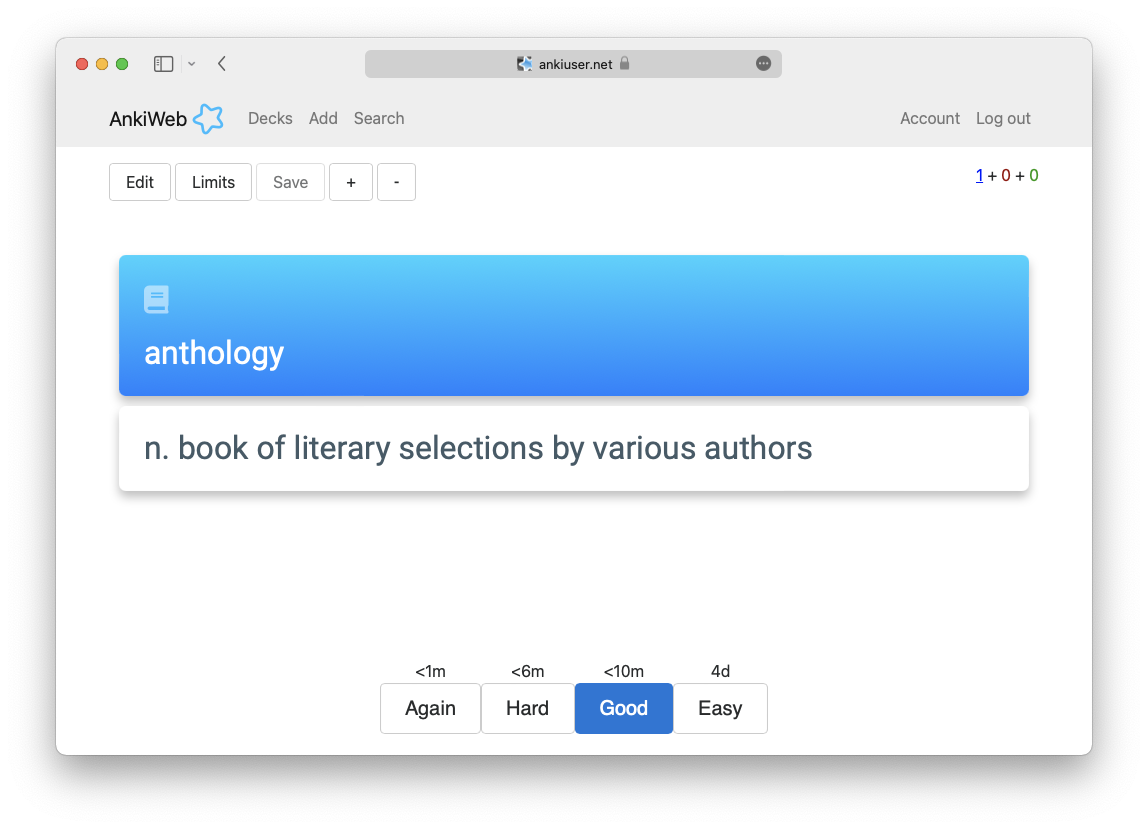 ankiuser.net
AnkiWeb Decks Add Search Account Log out
Edit Limits Save + - 1 + 0 + 0
anthology
n. book of literary selections by various authors
<1m <6m <10m 4d
Again Hard Good Easy